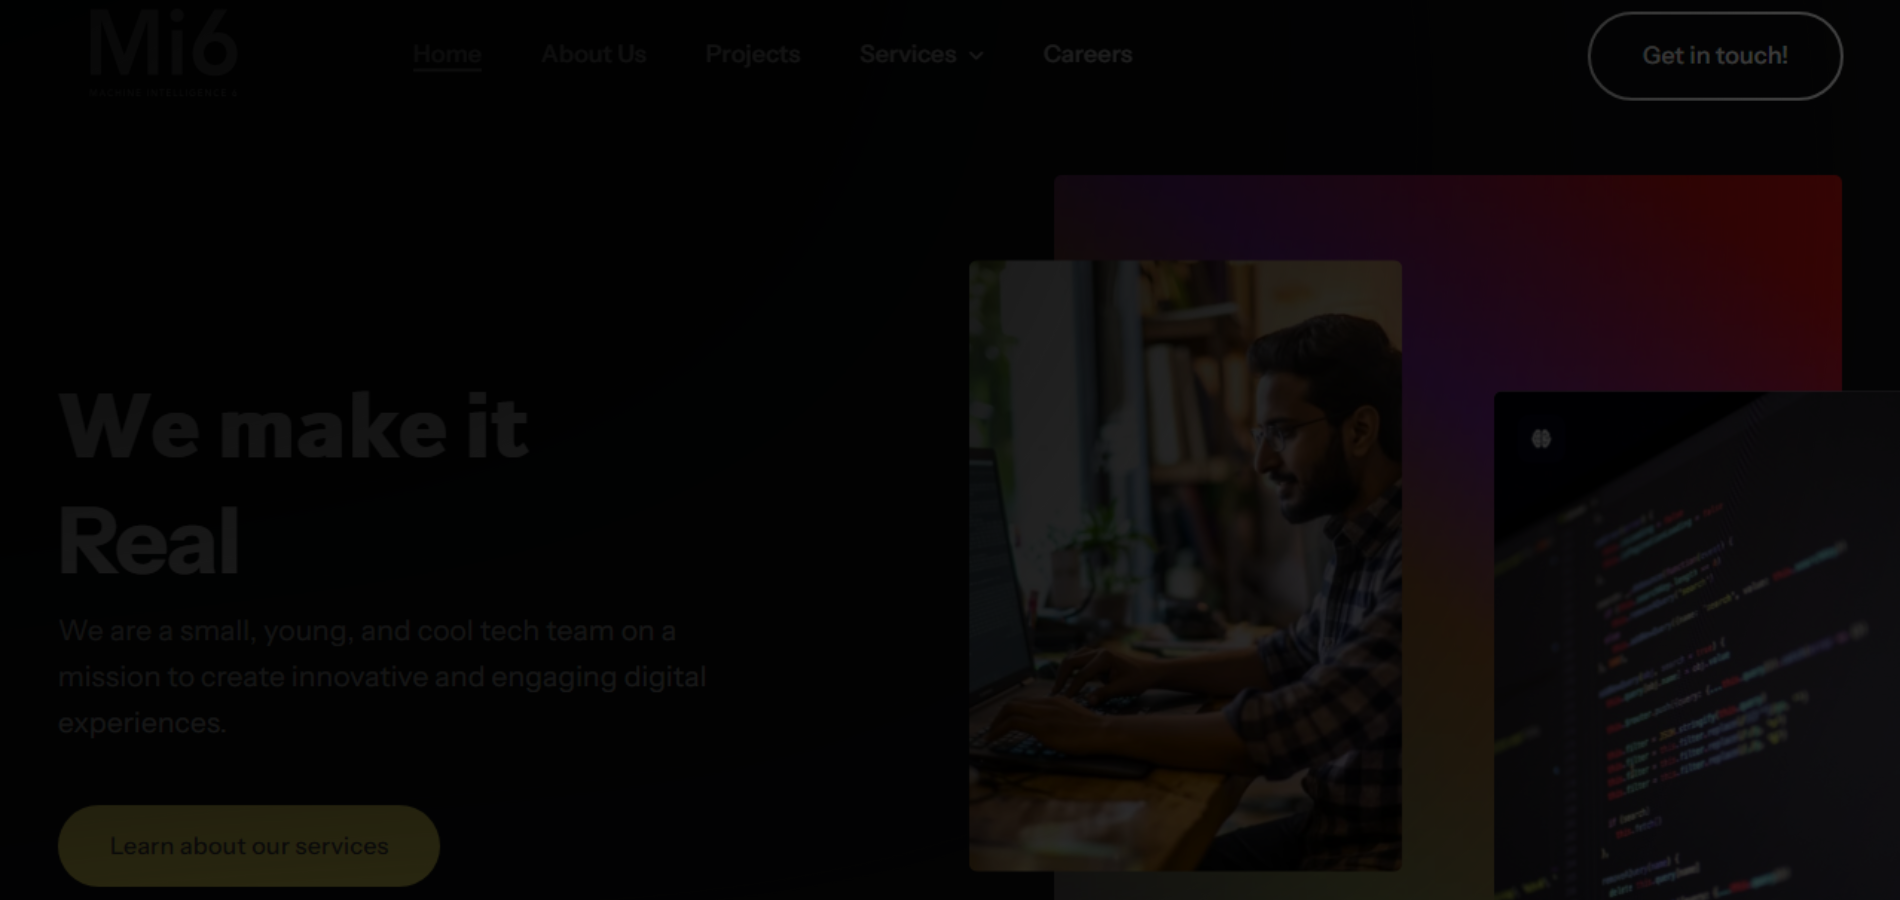 Mi6
MACHINE INTELLIGENCE 6
Home
About Us
Projects
Services
Careers
Get in touch!
We make it
Real
We are a small, young, and cool tech team on a
mission to create innovative and engaging digital
experiences.
Learn about our services